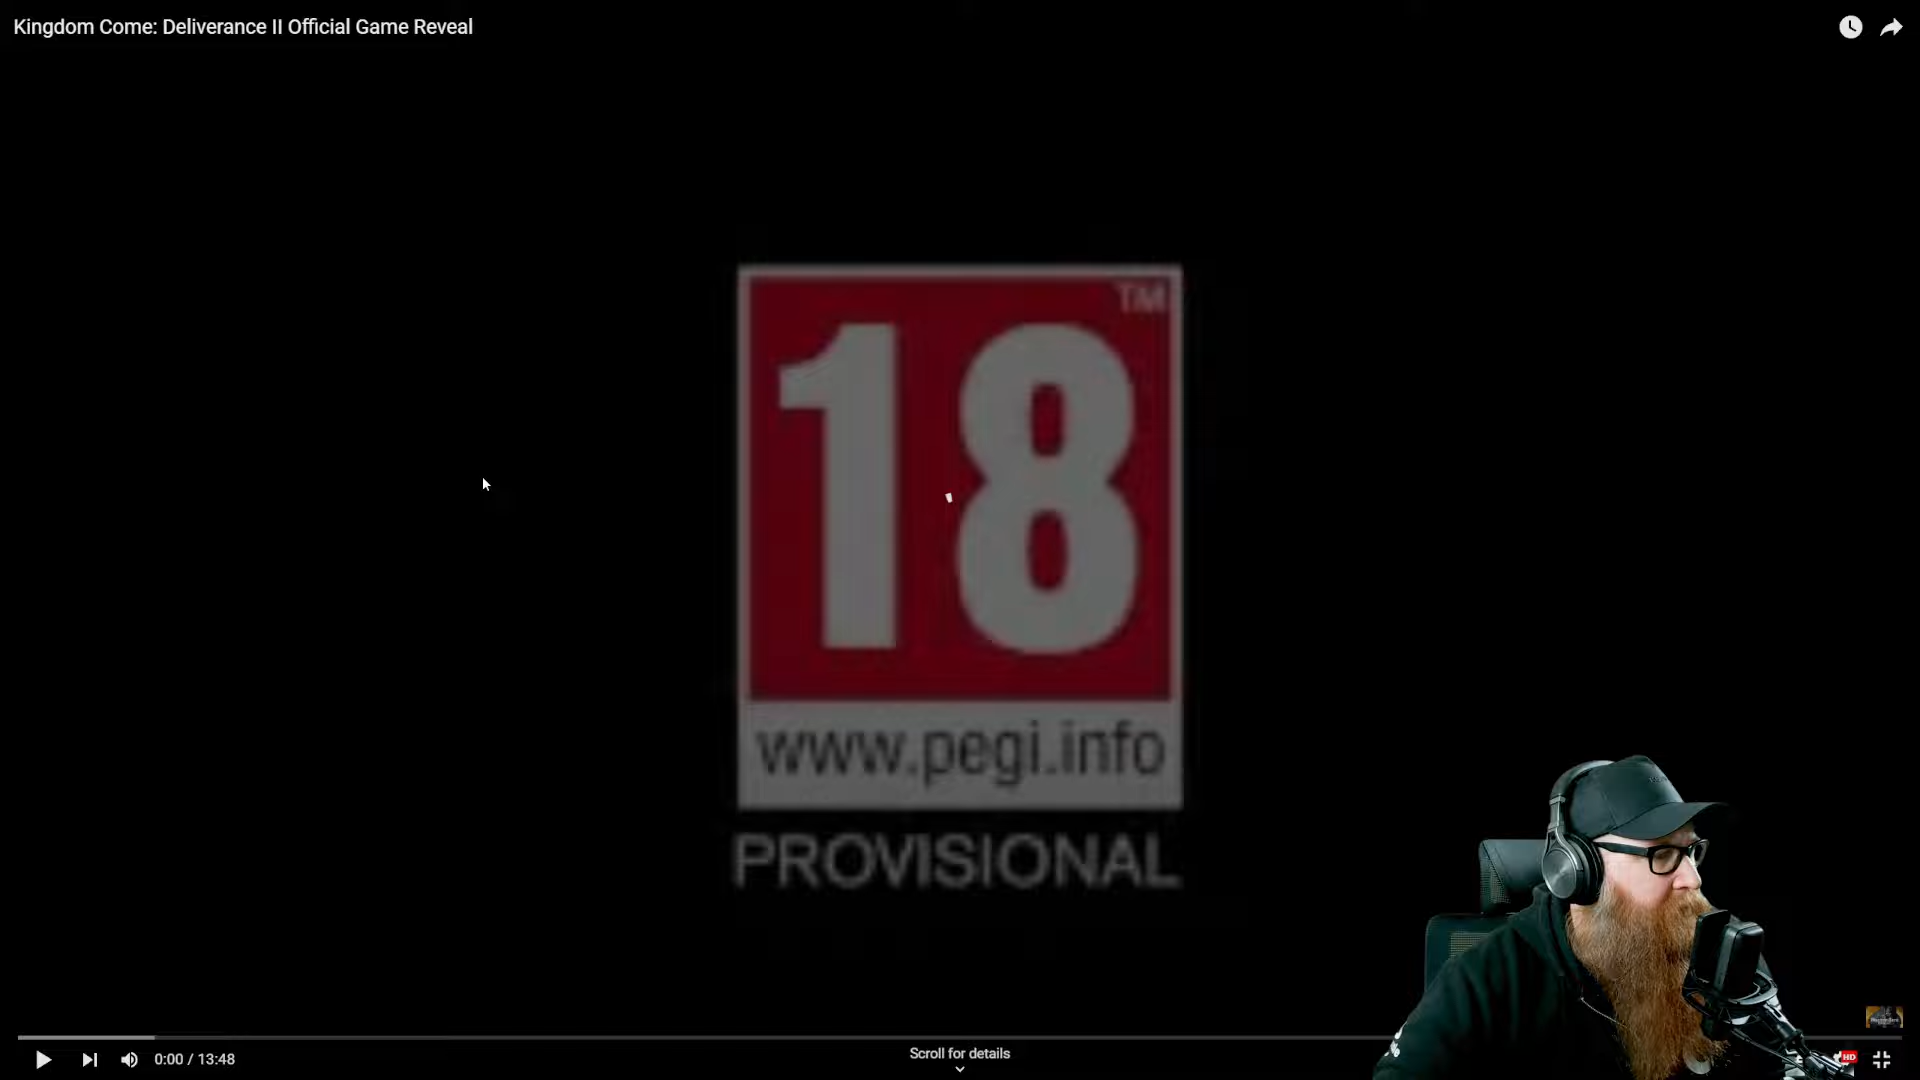 Kingdom Come: Deliverance II Official Game Reveal
TM
18
www.pegi.info
PROVISIONAL
0:00 / 13:48
Scroll for details
HD